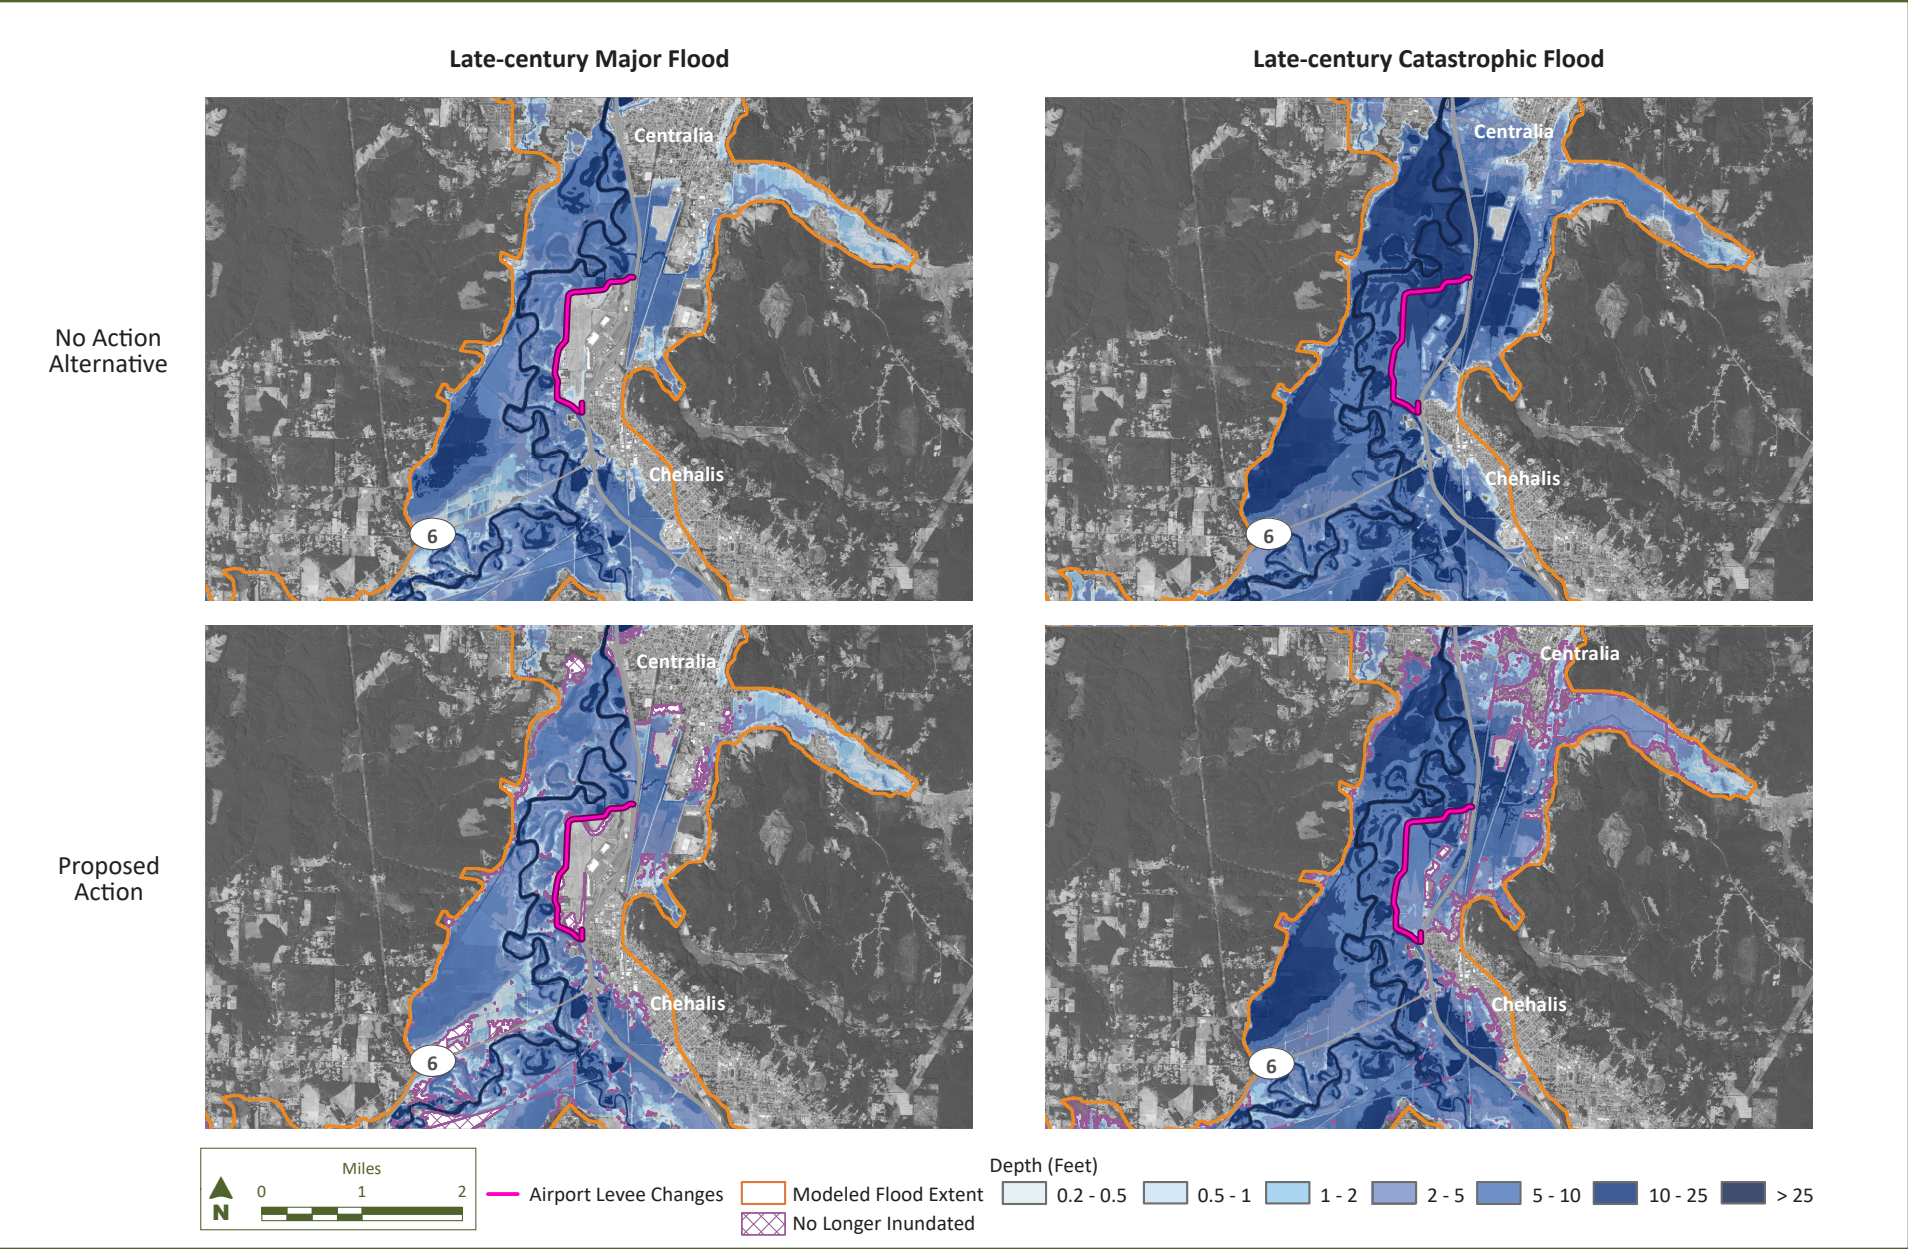 Late-century Major Flood
Late-century Catastrophic Flood
No Action
Alternative
Centralia
Chehalis
6
Centralia
Chehalis
6
Proposed
Action
Centralia
Chehalis
6
Centralia
Chehalis
6
Miles
0 1 2
N
Airport Levee Changes
Modeled Flood Extent
No Longer Inundated
Depth (Feet)
0.2 - 0.5
0.5 - 1
1 - 2
2 - 5
5 - 10
10 - 25
> 25